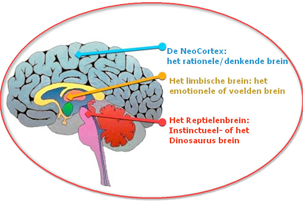 De NeoCortex:
het rationele/denkende brein
Het limbische brein: het
emotionele of voelden brein
Het Reptielenbrein:
Instinctueel- of het
Dinosaurus brein